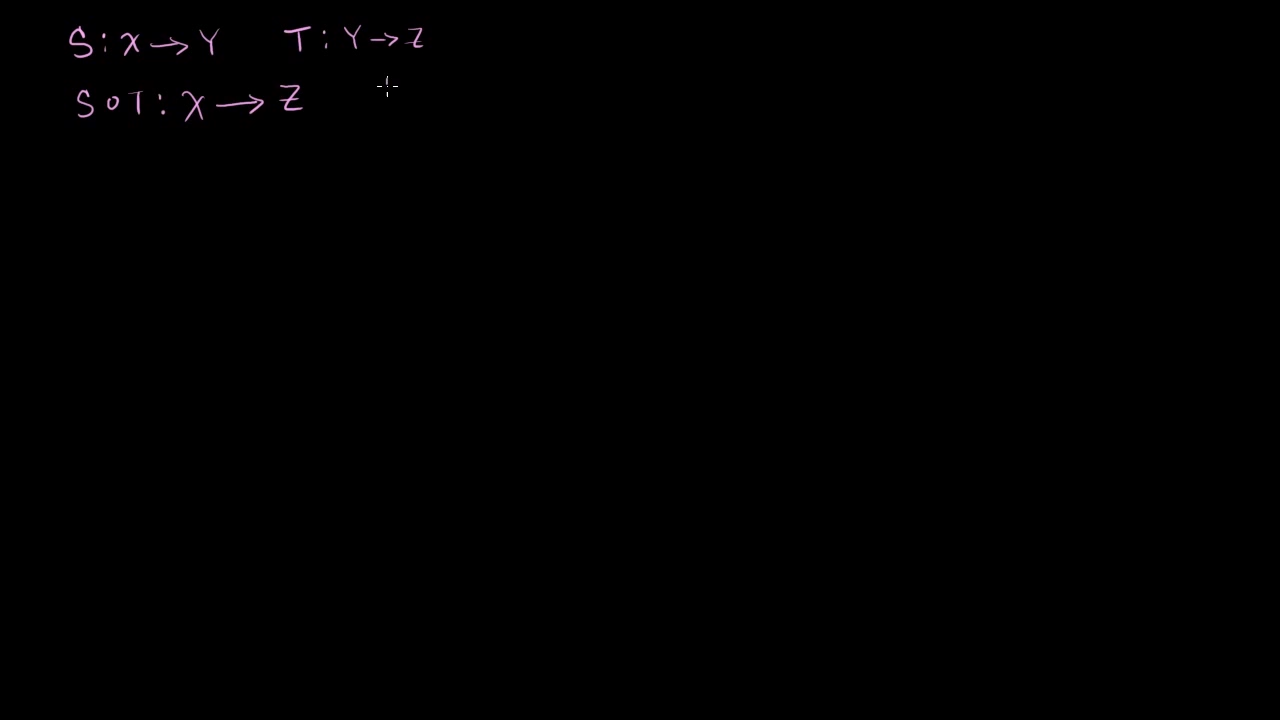 S: X → Y T: Y → Z
S ∘ T: X → Z